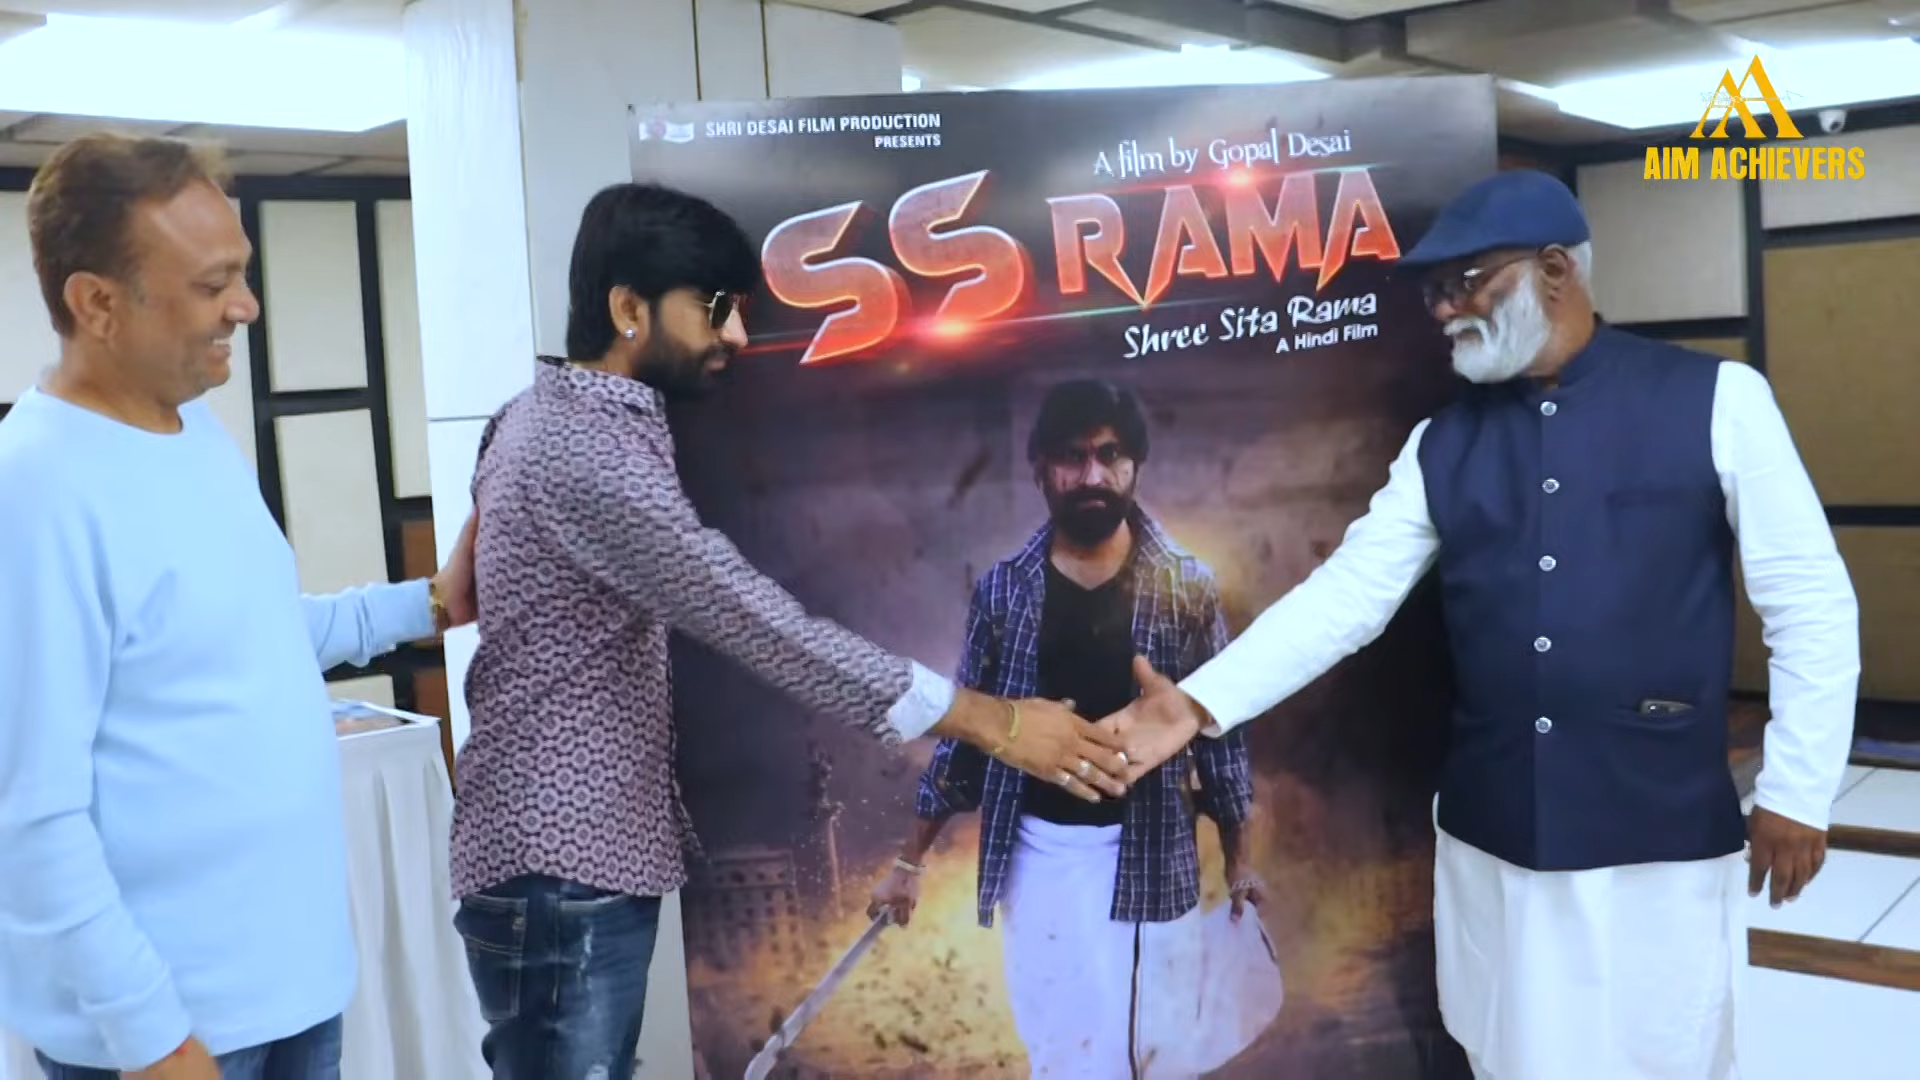 SHRI DESAI FILM PRODUCTION
PRESENTS
A film by Gopal Desai
SS RAMA
Shree Sita Rama
A Hindi Film
AIM ACHIEVERS